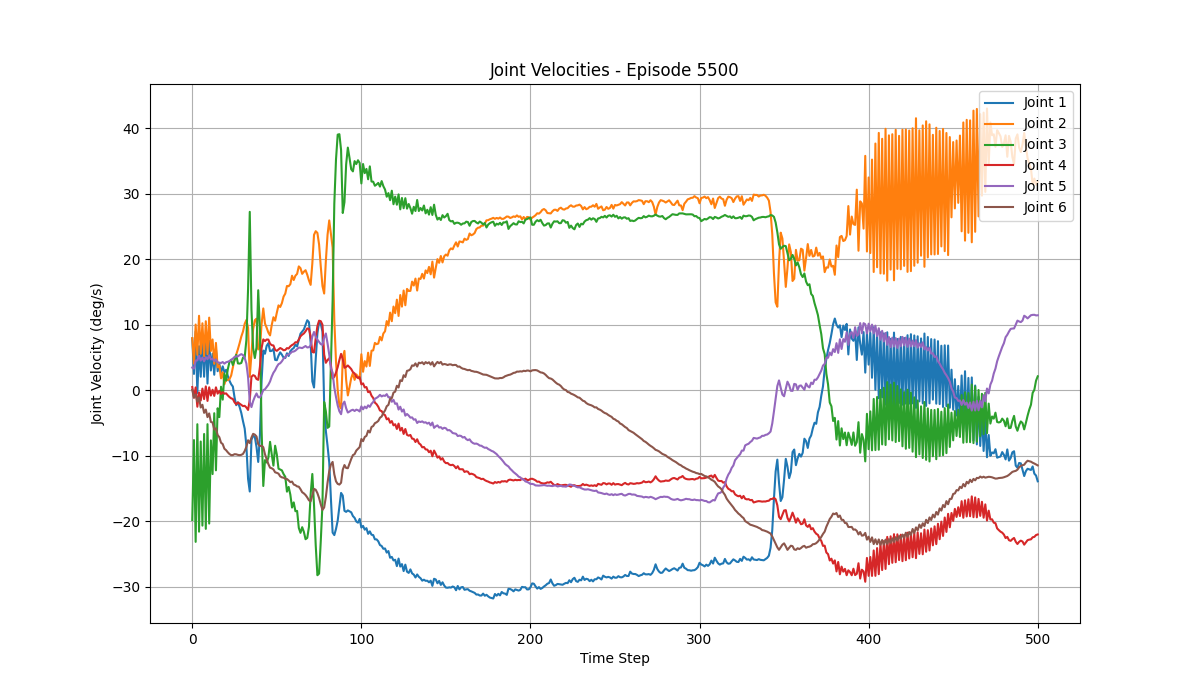 Joint Velocities - Episode 5500
Joint Velocity (deg/s)
40
30
20
10
0
−10
−20
−30
Joint 1
Joint 2
Joint 3
Joint 4
Joint 5
Joint 6
0
100
200
300
400
500
Time Step